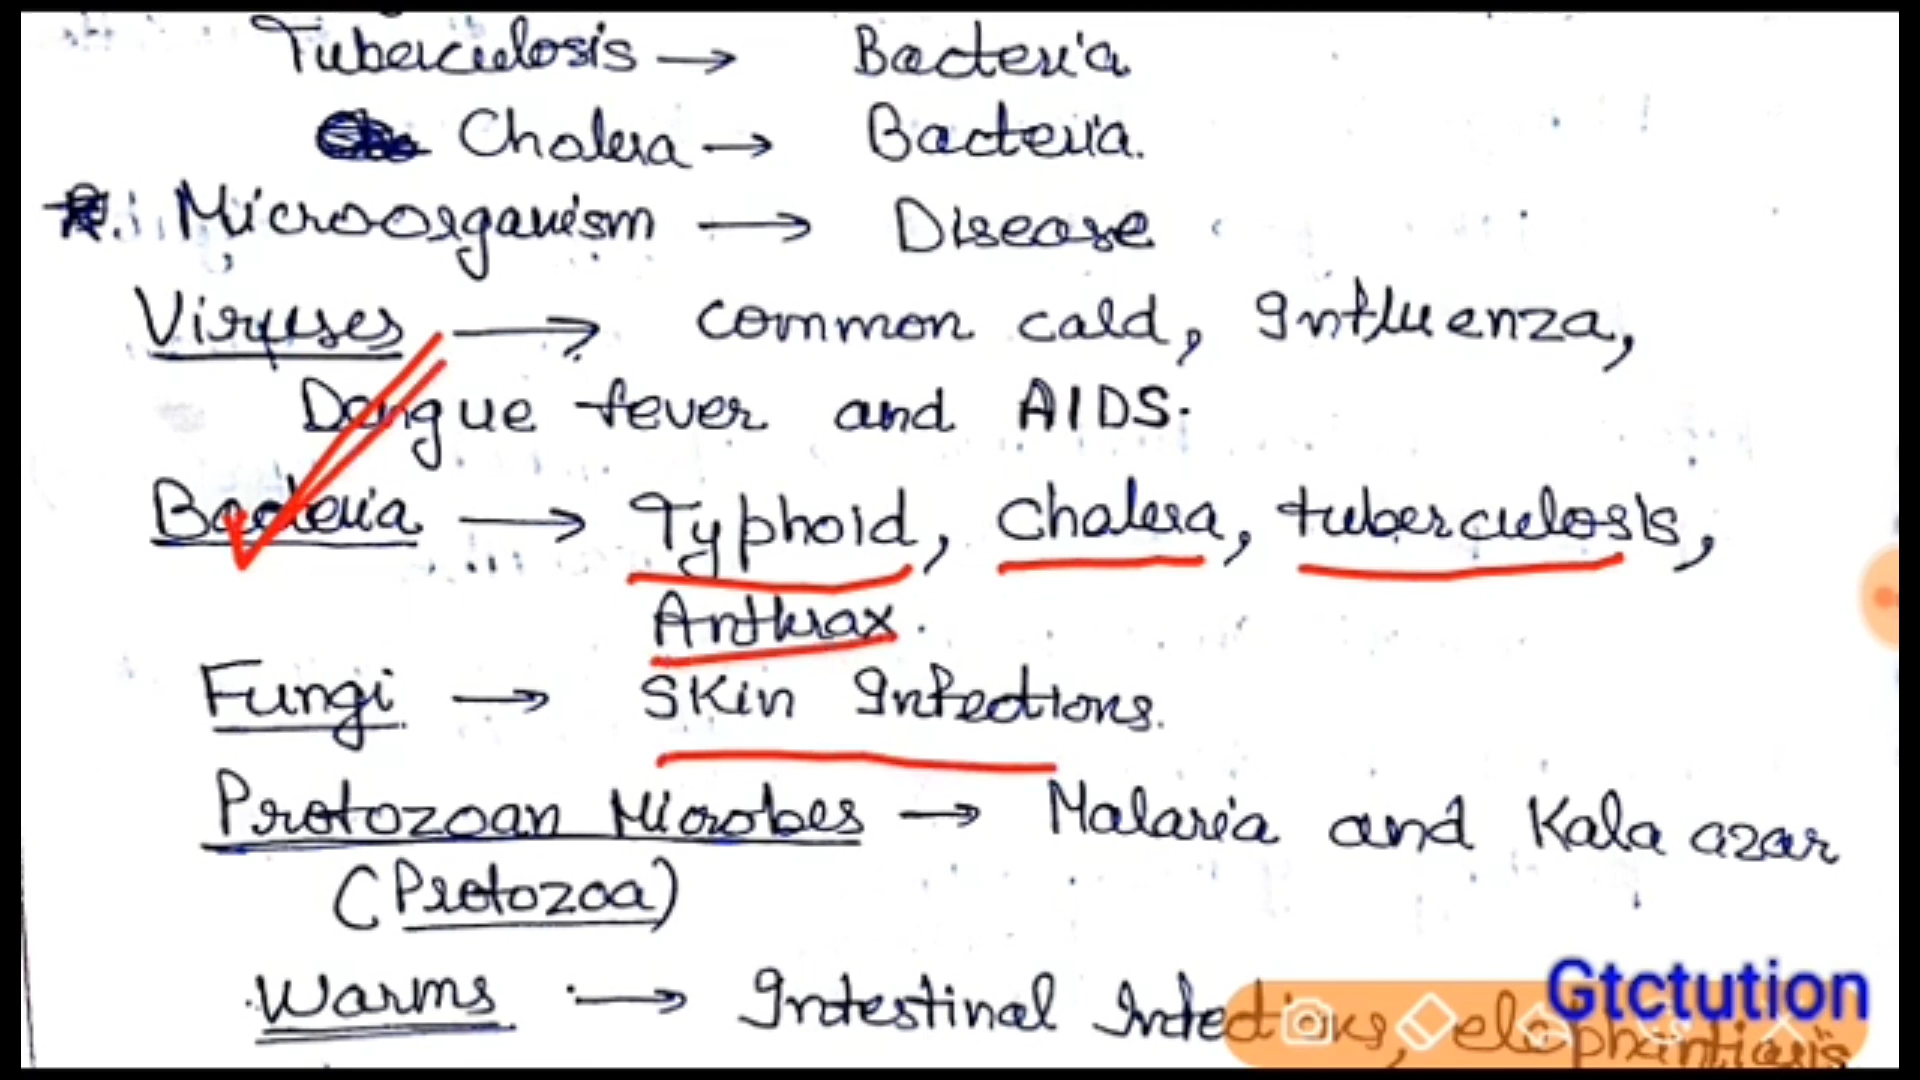 Tuberculosis → Bacteria
Cholera → Bacteria.
Microorganism → Disease
Viruses → common cald, Influenza,
Dengue fever and AIDS.
Bacteria → Typhoid, Cholera, tuberculosis,
Anthrax.
Fungi → Skin Infections.
Protozoan Microbes → Malaria and Kala azar
(Protozoa)
Warms → Intestinal Infections, elephantiasis
Gtctution